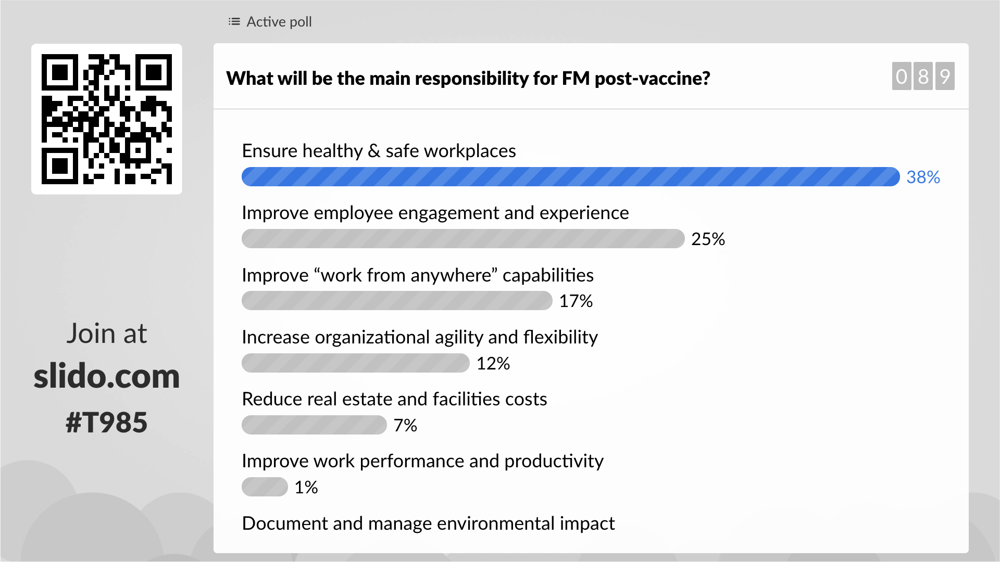 Active poll
What will be the main responsibility for FM post-vaccine?
089
Ensure healthy & safe workplaces
38%
Improve employee engagement and experience
25%
Improve “work from anywhere” capabilities
17%
Increase organizational agility and flexibility
12%
Reduce real estate and facilities costs
7%
Improve work performance and productivity
1%
Document and manage environmental impact
Join at
slido.com
#T985